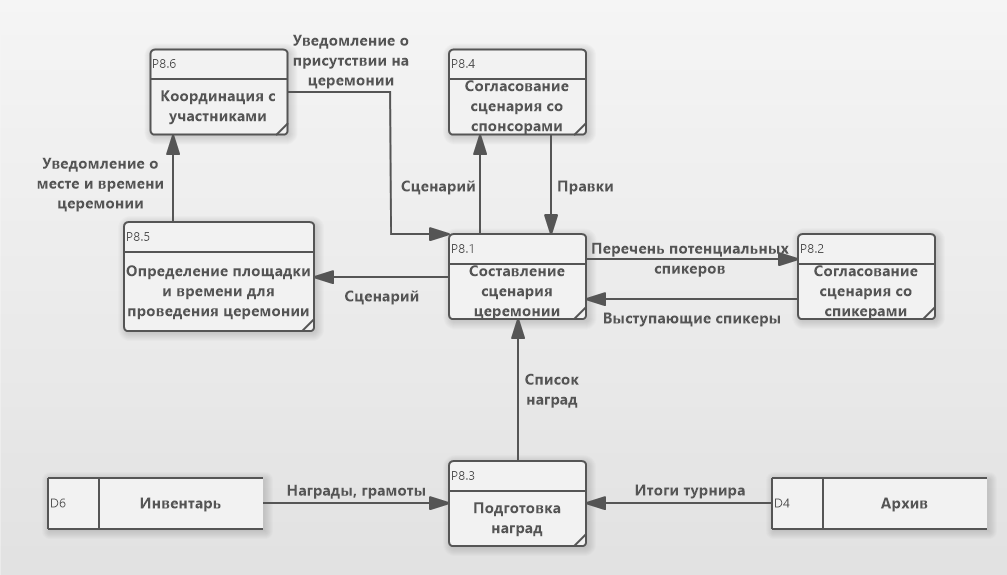 Уведомление о
присутствии на
церемонии
P8.6
Координация с
участниками
P8.4
Согласование
сценария со
спонсорами
Уведомление о
месте и времени
церемонии
Сценарий
Правки
P8.5
Определение площадки
и времени для
проведения церемонии
Сценарий
P8.1
Составление
сценария
церемонии
Перечень потенциальных
спикеров
Выступающие спикеры
P8.2
Согласование
сценария со
спикерами
Список
наград
D6
Инвентарь
Награды, грамоты
P8.3
Подготовка
наград
Итоги турнира
D4
Архив